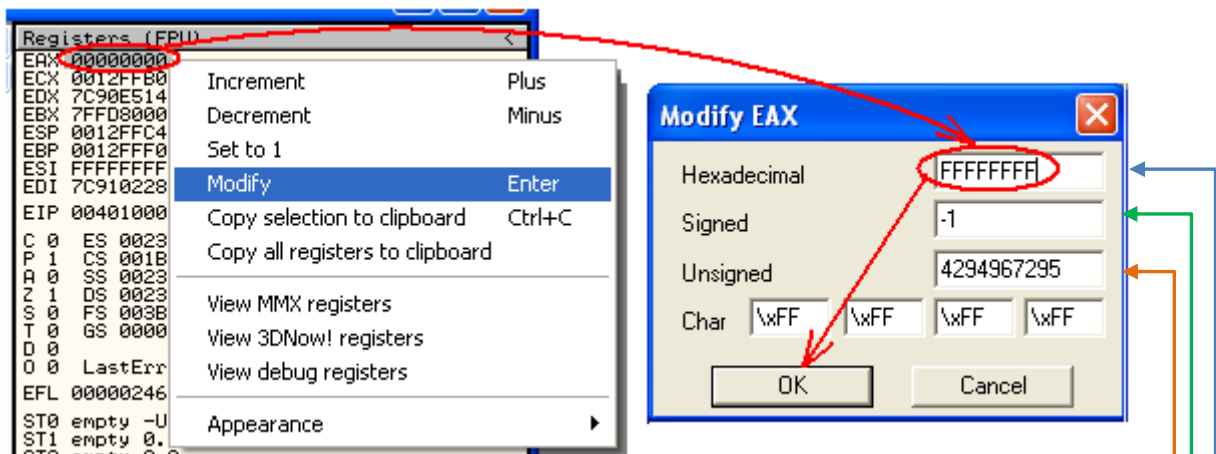 Registers (FPU) <
EAX 00000000
ECX 0012FFB0
EDX 7C90E514
EBX 7FFD8000
ESP 0012FFC4
EBP 0012FFF0
ESI FFFFFFFF
EDI 7C910228
EIP 00401000
C 0 ES 0023
P 1 CS 001B
A 0 SS 0023
Z 1 DS 0023
S 0 FS 003B
T 0 GS 0000
D 0
O 0 LastErr
EFL 00000246
ST0 empty -U
ST1 empty 0.
Increment Plus
Decrement Minus
Set to 1
Modify Enter
Copy selection to clipboard Ctrl+C
Copy all registers to clipboard
View MMX registers
View 3DNow! registers
View debug registers
Appearance
Modify EAX
Hexadecimal FFFFFFFF
Signed -1
Unsigned 4294967295
Char \xFF \xFF \xFF \xFF
OK Cancel